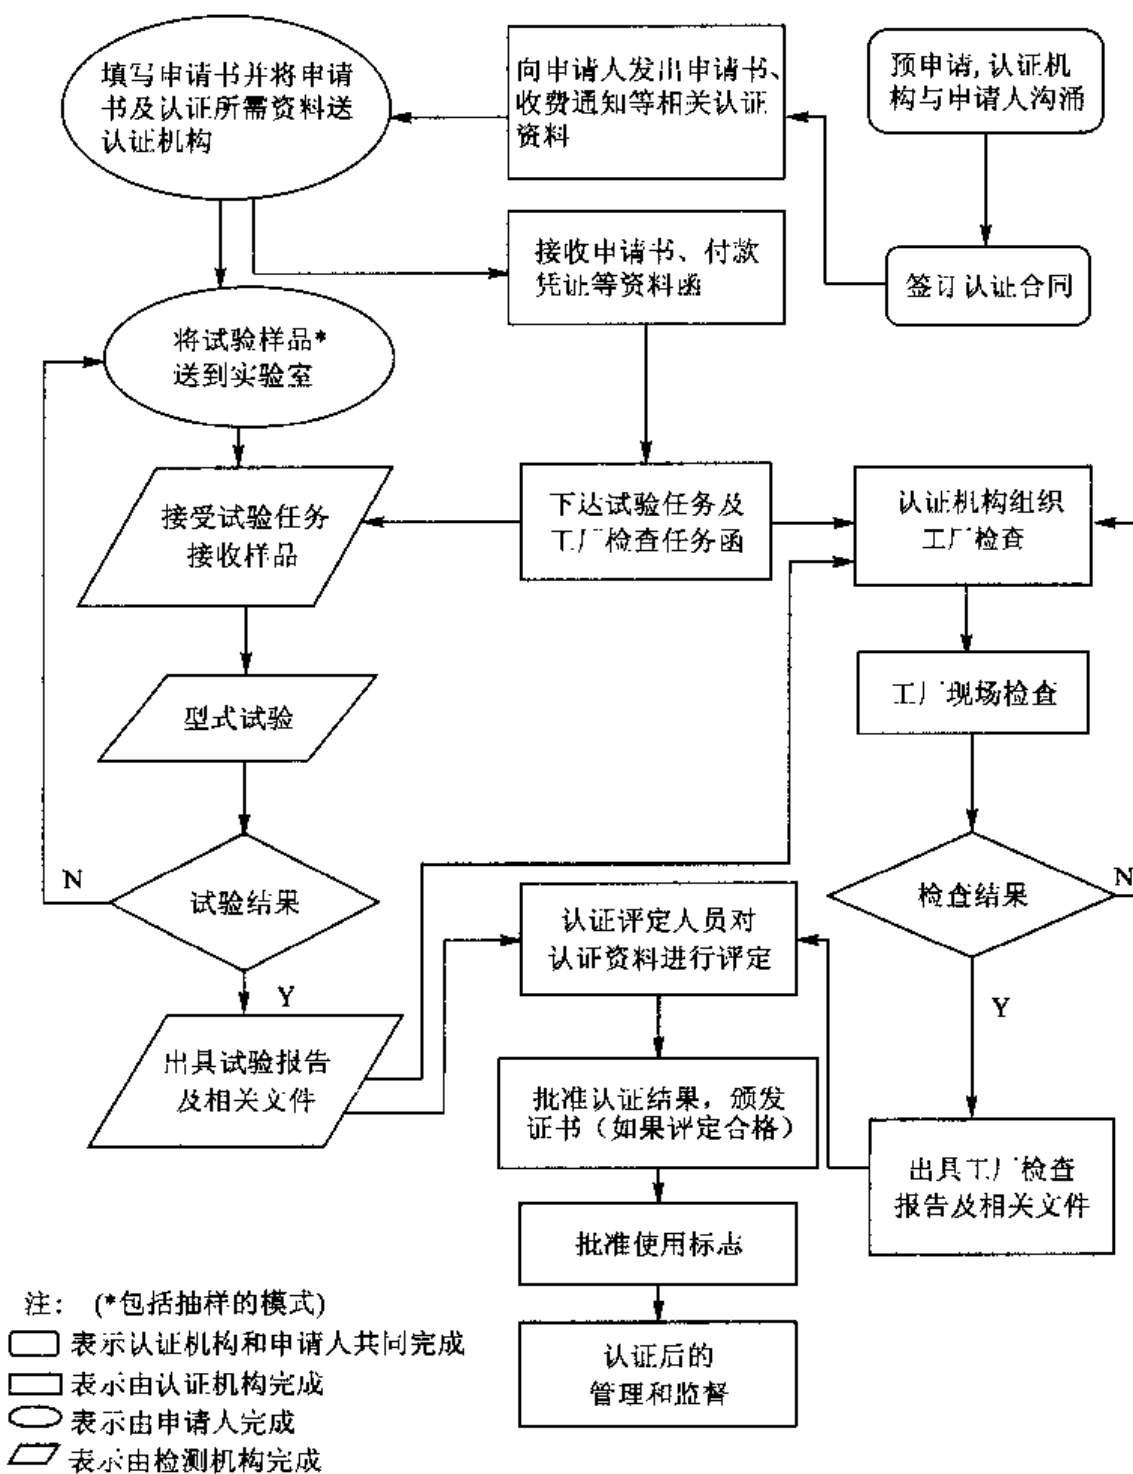 填写申请书并将申请
书及认证所需资料送
认证机构
向申请人发出申请书、
收费通知等相关认证
资料
预申请,认证机
构与申请人沟涌
接收申请书、付款
凭证等资料函
签订认证合同
将试验样品*
送到实验室
接受试验任务
接收样品
下达试验任务及
工厂检查任务函
认证机构组织
工厂检查
型式试验
工厂现场检查
N
试验结果
Y
认证评定人员对
认证资料进行评定
检查结果
N
Y
出具试验报告
及相关文件
批准认证结果，颁发
证书（如果评定合格）
出具工厂检查
报告及相关文件
批准使用标志
认证后的
管理和监督
注： (*包括抽样的模式)
表示认证机构和申请人共同完成
表示由认证机构完成
表示由申请人完成
表示由检测机构完成